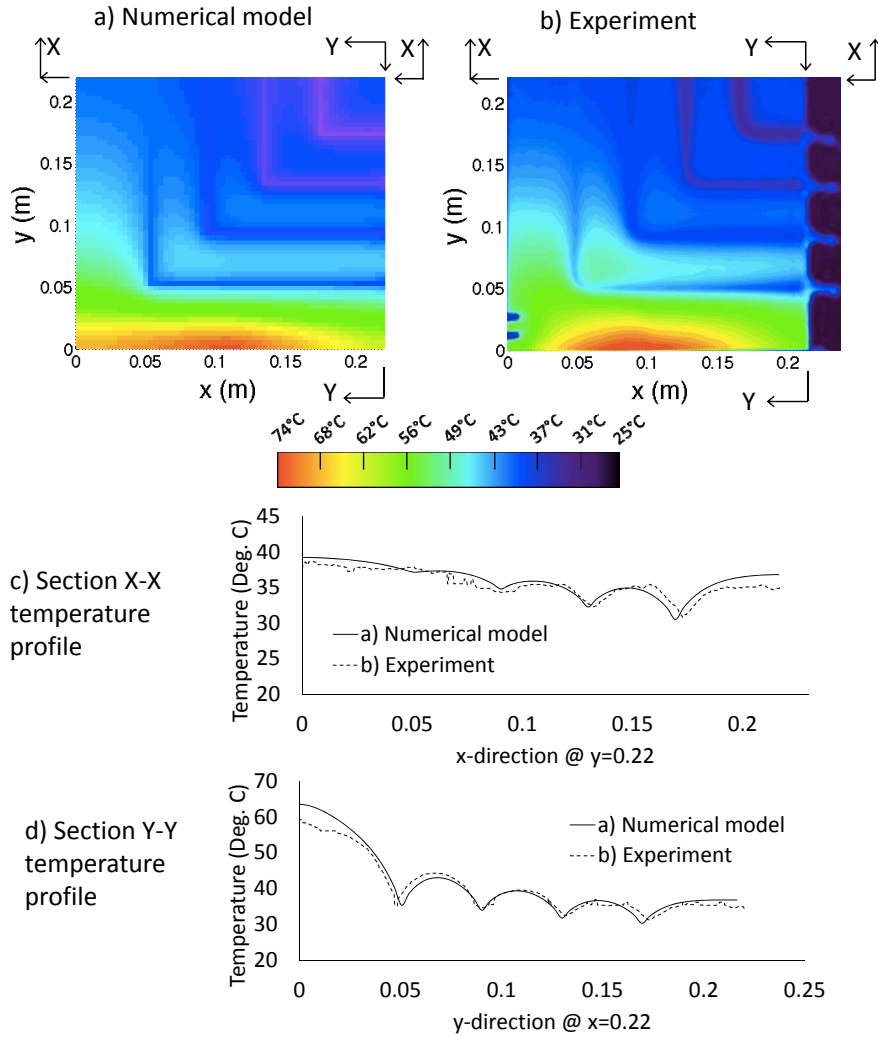 a) Numerical model
b) Experiment
X
Y
X
X
Y
X
0.2
0.15
0.1
0.05
0
y (m)
0
0.05
0.1
0.15
0.2
x (m)
Y
0.2
0.15
0.1
0.05
0
y (m)
0
0.05
0.1
0.15
0.2
x (m)
Y
74°C
68°C
62°C
56°C
49°C
43°C
37°C
31°C
25°C
c) Section X-X
temperature
profile
Temperature (Deg. C)
45
40
35
30
25
20
a) Numerical model
b) Experiment
0
0.05
0.1
0.15
0.2
x-direction @ y=0.22
d) Section Y-Y
temperature
profile
Temperature (Deg. C)
70
60
50
40
30
20
a) Numerical model
b) Experiment
0
0.05
0.1
0.15
0.2
0.25
y-direction @ x=0.22